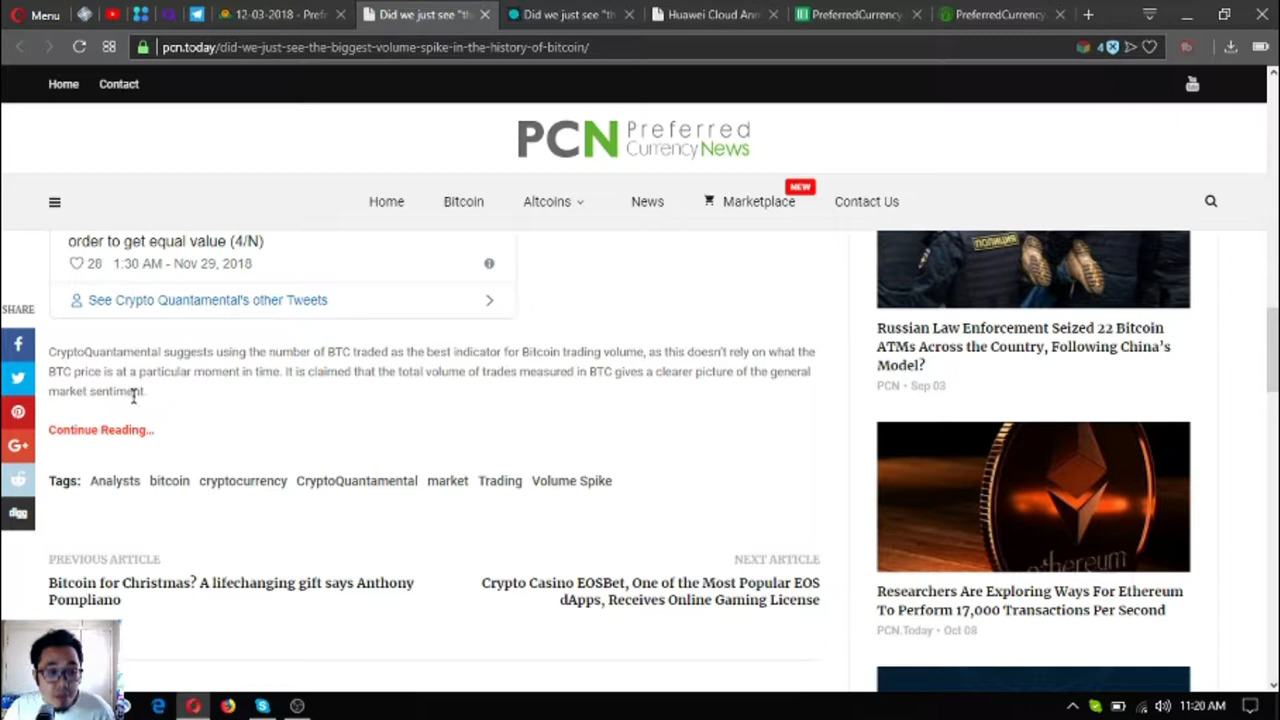 Menu
12-03-2018 - Pref
Did we just see "th
Did we just see "th
Huawei Cloud Ann
PreferredCurrency
PreferredCurrency
pcn.today/did-we-just-see-the-biggest-volume-spike-in-the-history-of-bitcoin/
4
Home
Contact
PCN Preferred
CurrencyNews
NEW
Home
Bitcoin
Altcoins
News
Marketplace
Contact Us
order to get equal value (4/N)
28 1:30 AM - Nov 29, 2018
See Crypto Quantamental's other Tweets
SHARE
CryptoQuantamental suggests using the number of BTC traded as the best indicator for Bitcoin trading volume, as this doesn't rely on what the
BTC price is at a particular moment in time. It is claimed that the total volume of trades measured in BTC gives a clearer picture of the general
market sentiment.
Continue Reading...
Tags: Analysts bitcoin cryptocurrency CryptoQuantamental market Trading Volume Spike
PREVIOUS ARTICLE
Bitcoin for Christmas? A lifechanging gift says Anthony
Pompliano
NEXT ARTICLE
Crypto Casino EOSBet, One of the Most Popular EOS
dApps, Receives Online Gaming License
G+
digg
ПОЛИЦИЯ
Russian Law Enforcement Seized 22 Bitcoin
ATMs Across the Country, Following China's
Model?
PCN • Sep 03
ethereum
Researchers Are Exploring Ways For Ethereum
To Perform 17,000 Transactions Per Second
PCN.Today • Oct 08
11:20 AM